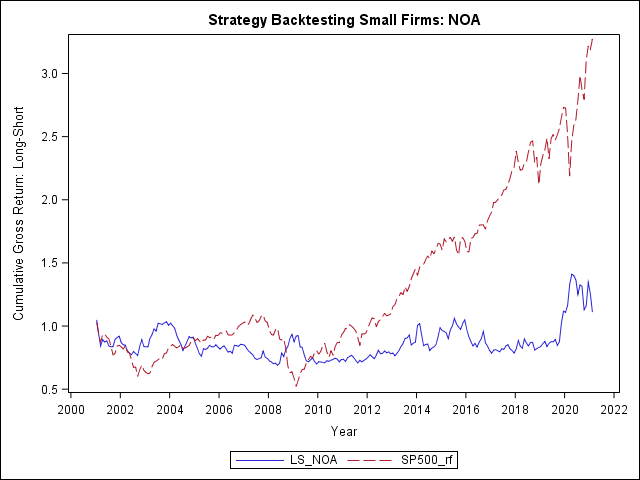 Strategy Backtesting Small Firms: NOA
Cumulative Gross Return: Long-Short
3.0
2.5
2.0
1.5
1.0
0.5
2000 2002 2004 2006 2008 2010 2012 2014 2016 2018 2020 2022
Year
LS_NOA SP500_rf